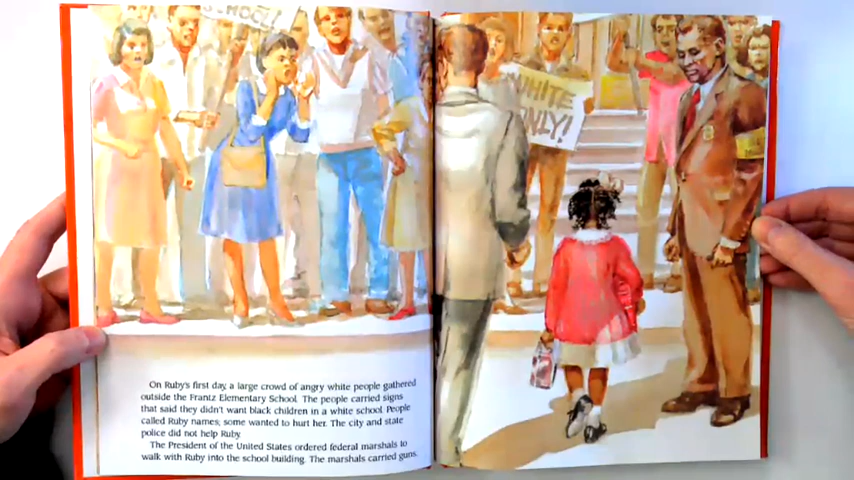 SCHOOL!
WHITE
ONLY!
On Ruby's first day, a large crowd of angry white people gathered
outside the Frantz Elementary School. The people carried signs
that said they didn't want black children in a white school. People
called Ruby names; some wanted to hurt her. The city and state
police did not help Ruby.
The President of the United States ordered federal marshals to
walk with Ruby into the school building. The marshals carried guns.